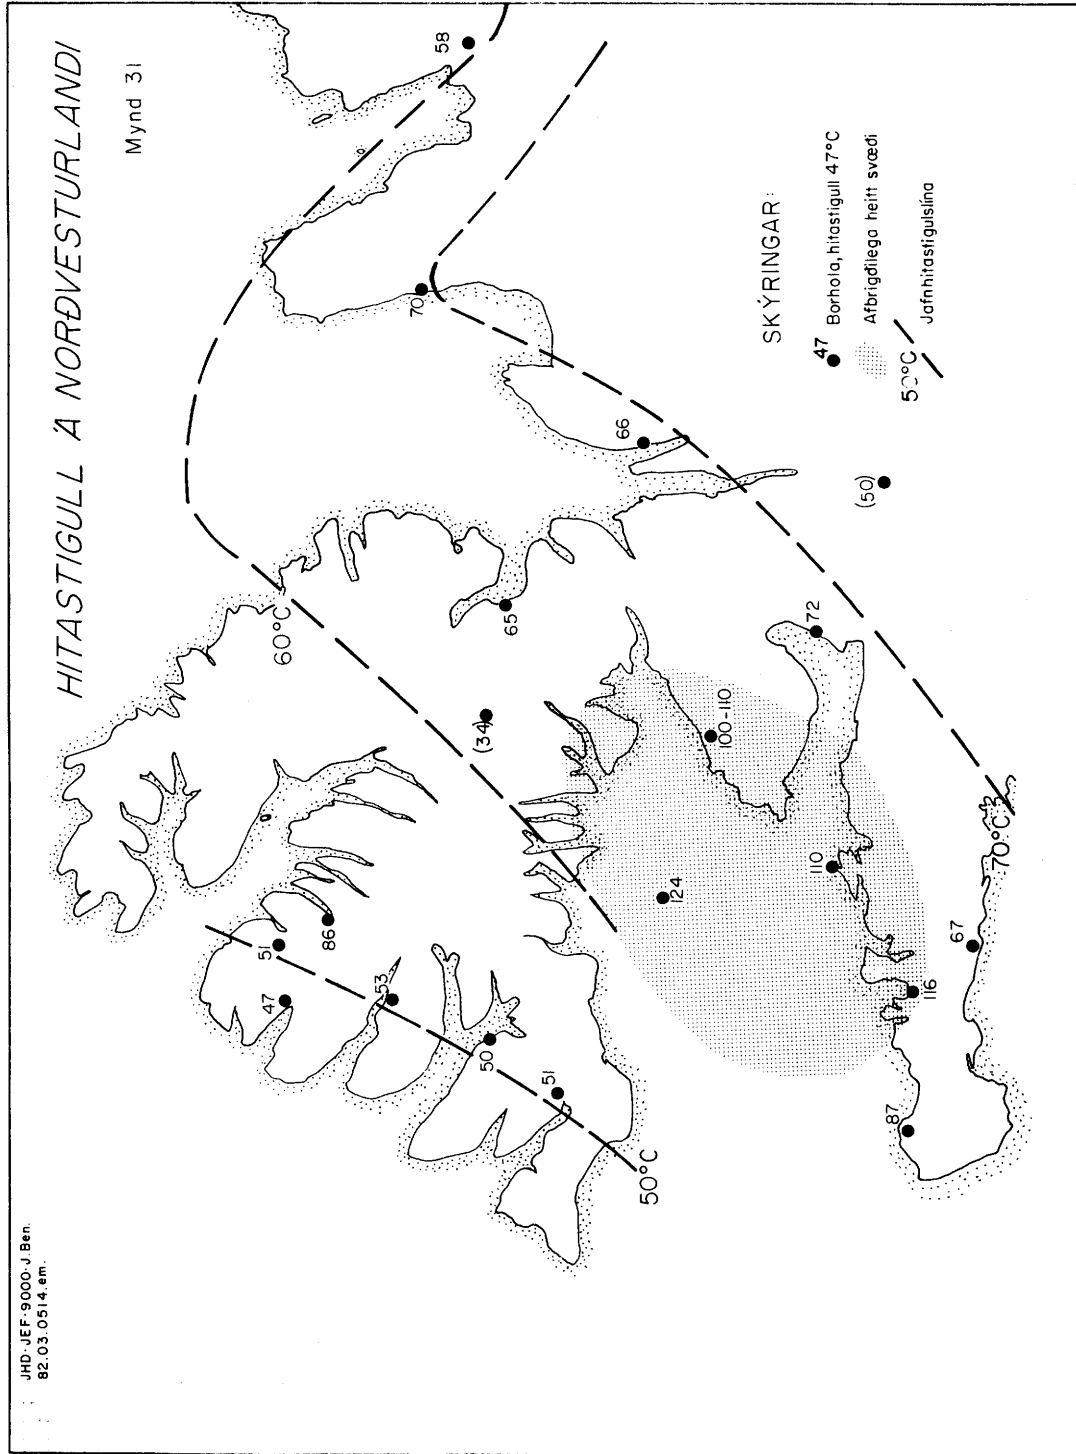 JHD-JEF-9000-J.Ben.
82.03.0514.em.
HITASTIGULL Á NORÐVESTURLANDI
Mynd 31
58
70
66
(50)
65
60°C
72
(34)
100-110
110
124
70°C
67
116
87
86
51
47
53
50
51
50°C
SKÝRINGAR:
47 Borhola, hitastigull 47°C
Afbrigðilega heitt svæði
50°C Jafnhitastigulslína